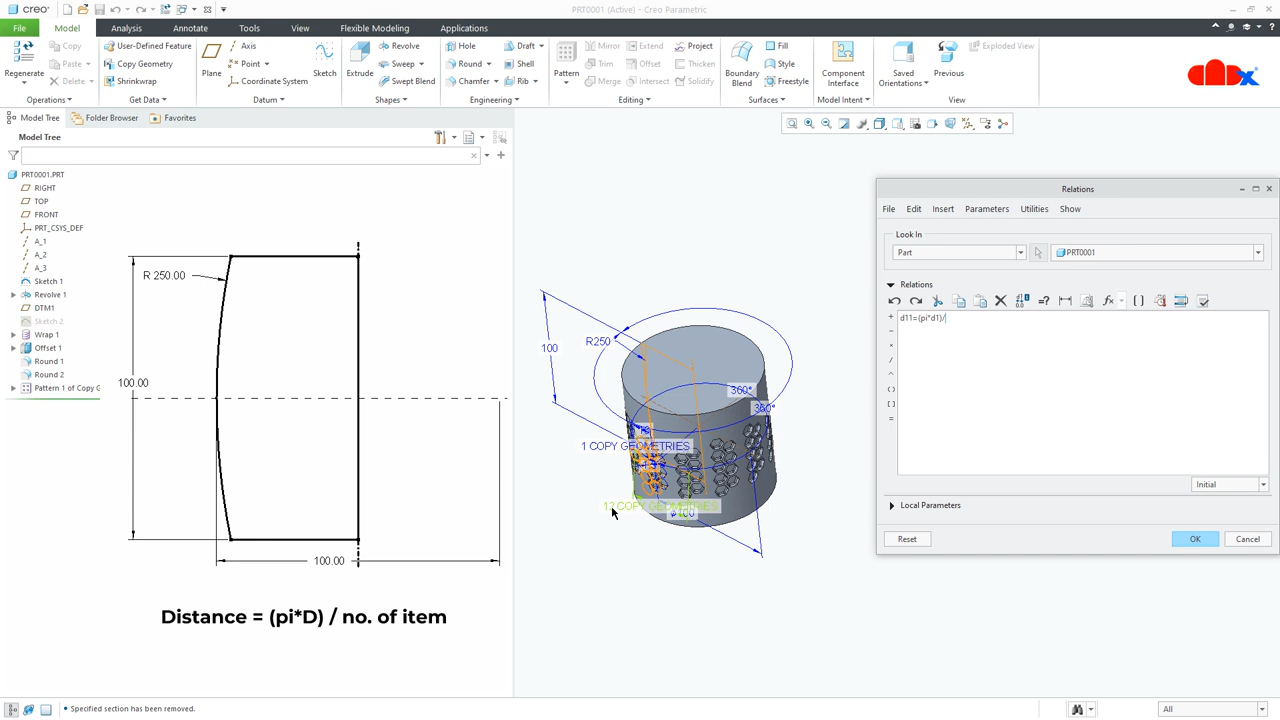 creo
PRT0001 (Active) - Creo Parametric
File
Model
Analysis
Annotate
Tools
View
Flexible Modeling
Applications
Regenerate
Copy
Paste
Delete
Operations
User-Defined Feature
Copy Geometry
Shrinkwrap
Get Data
Plane
Axis
Point
Coordinate System
Sketch
Datum
Extrude
Revolve
Sweep
Swept Blend
Shapes
Hole
Round
Chamfer
Draft
Shell
Rib
Engineering
Pattern
Mirror
Trim
Merge
Extend
Offset
Intersect
Project
Thicken
Solidify
Editing
Boundary Blend
Fill
Style
Freestyle
Surfaces
Component Interface
Model Intent
Saved Orientations
Previous
Exploded View
View
Model Tree
Folder Browser
Favorites
Model Tree
PRT0001.PRT
RIGHT
TOP
FRONT
PRT_CSYS_DEF
A_1
A_2
A_3
Sketch 1
Revolve 1
DTM1
Sketch 2
Wrap 1
Offset 1
Round 1
Round 2
Pattern 1 of Copy G
R 250.00
100.00
100.00
Distance = (pi*D) / no. of item
100
R250
360°
360°
1 COPY GEOMETRIES
12 COPY GEOMETRIES
Relations
File
Edit
Insert
Parameters
Utilities
Show
Look In
Part
PRT0001
Relations
d11=(pi*d1)/
Initial
Local Parameters
Reset
OK
Cancel
Specified section has been removed.
All